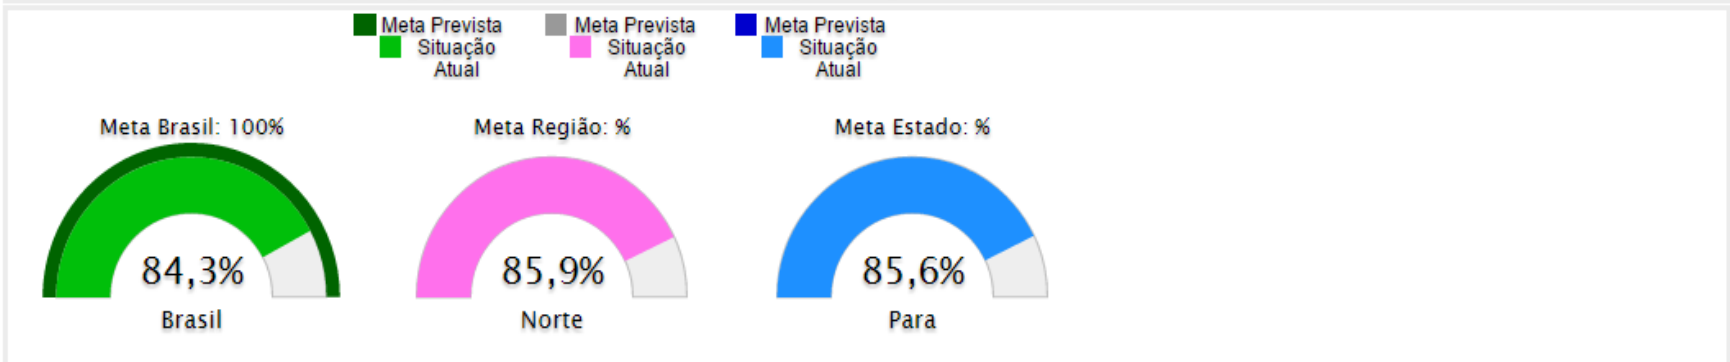 Meta Prevista
Situação
Atual
Meta Prevista
Situação
Atual
Meta Prevista
Situação
Atual
Meta Brasil: 100%
84,3%
Brasil
Meta Região: %
85,9%
Norte
Meta Estado: %
85,6%
Para